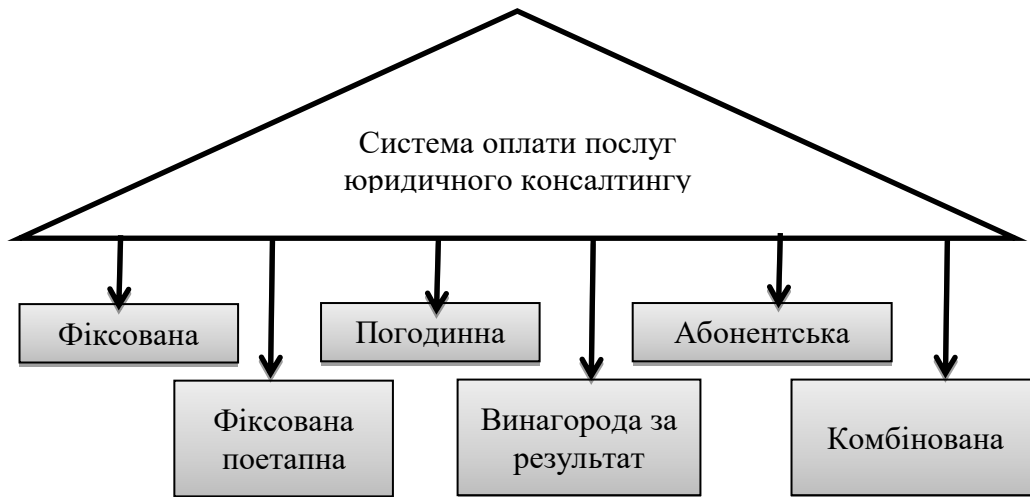 Система оплати послуг
юридичного консалтингу
Фіксована
Погодинна
Абонентська
Фіксована
поетапна
Винагорода за
результат
Комбінована